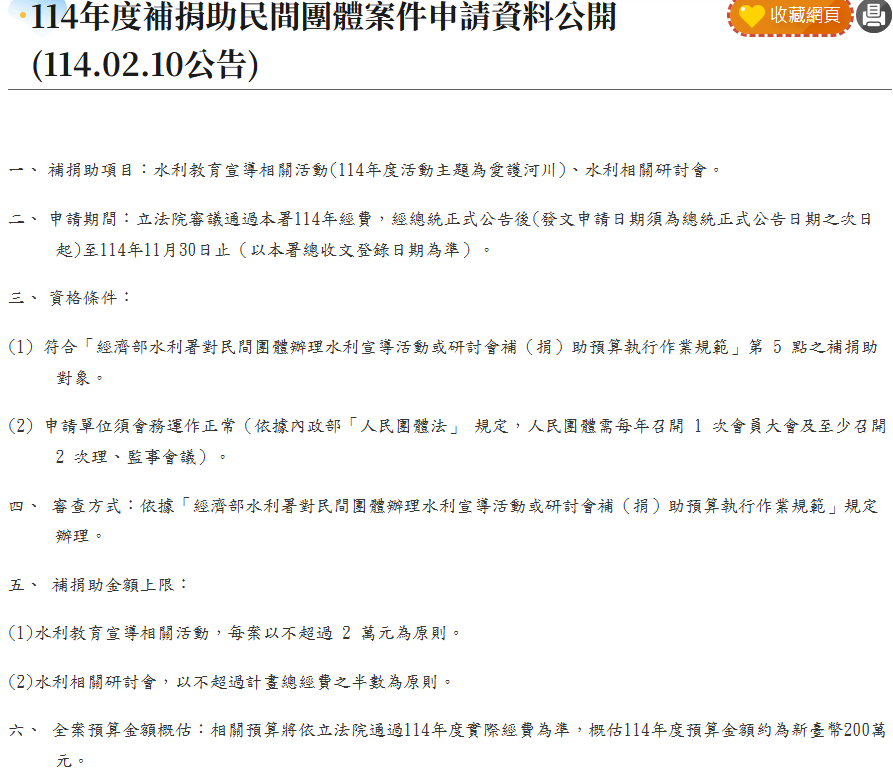 114年度補捐助民間團體案件申請資料公開
(114.02.10公告)
收藏網頁
一、 補捐助項目：水利教育宣導相關活動(114年度活動主題為愛護河川)、水利相關研討會。
二、 申請期間：立法院審議通過本署114年經費，經總統正式公告後(發文申請日期須為總統正式公告日期之次日
起)至114年11月30日止（以本署總收文登錄日期為準）。
三、 資格條件：
(1) 符合「經濟部水利署對民間團體辦理水利宣導活動或研討會補（捐）助預算執行作業規範」第 5 點之補捐助
對象。
(2) 申請單位須會務運作正常（依據內政部「人民團體法」 規定，人民團體需每年召開 1 次會員大會及至少召開
2 次理、監事會議）。
四、 審查方式：依據「經濟部水利署對民間團體辦理水利宣導活動或研討會補（捐）助預算執行作業規範」規定
辦理。
五、 補捐助金額上限：
(1)水利教育宣導相關活動，每案以不超過 2 萬元為原則。
(2)水利相關研討會，以不超過計畫總經費之半數為原則。
六、 全案預算金額概估：相關預算將依立法院通過114年度實際經費為準，概估114年度預算金額約為新臺幣200萬
元。